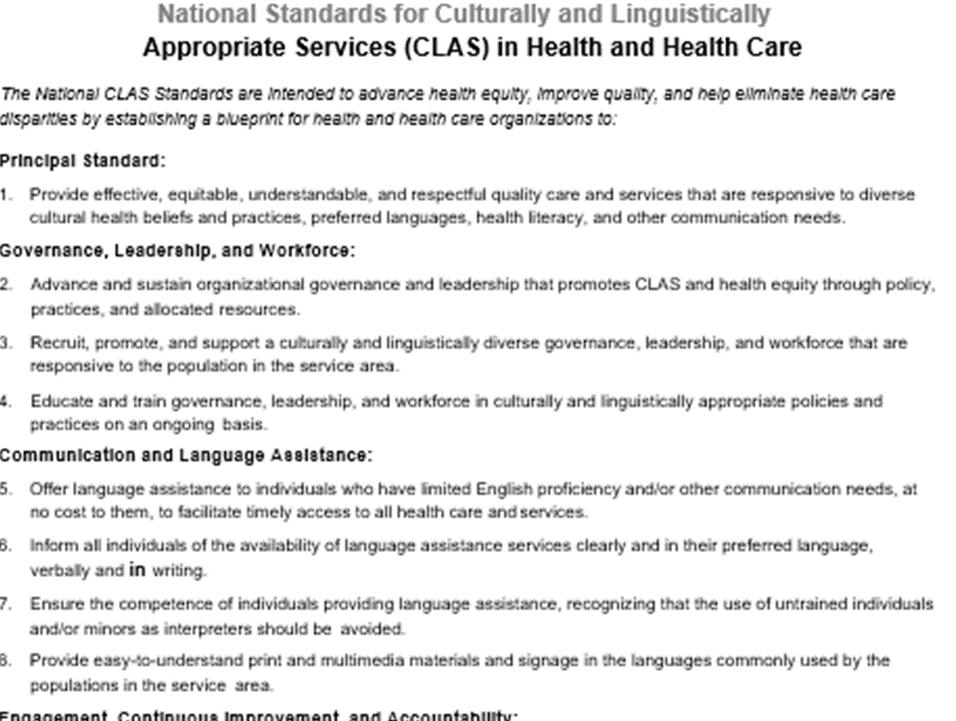 National Standards for Culturally and Linguistically
Appropriate Services (CLAS) in Health and Health Care
The National CLAS Standards are intended to advance health equity, improve quality, and help eliminate health care
disparities by establishing a blueprint for health and health care organizations to:
Principal Standard:
1. Provide effective, equitable, understandable, and respectful quality care and services that are responsive to diverse
cultural health beliefs and practices, preferred languages, health literacy, and other communication needs.
Governance, Leadership, and Workforce:
2. Advance and sustain organizational governance and leadership that promotes CLAS and health equity through policy,
practices, and allocated resources.
3. Recruit, promote, and support a culturally and linguistically diverse governance, leadership, and workforce that are
responsive to the population in the service area.
4. Educate and train governance, leadership, and workforce in culturally and linguistically appropriate policies and
practices on an ongoing basis.
Communication and Language Assistance:
5. Offer language assistance to individuals who have limited English proficiency and/or other communication needs, at
no cost to them, to facilitate timely access to all health care and services.
6. Inform all individuals of the availability of language assistance services clearly and in their preferred language,
verbally and in writing.
7. Ensure the competence of individuals providing language assistance, recognizing that the use of untrained individuals
and/or minors as interpreters should be avoided.
8. Provide easy-to-understand print and multimedia materials and signage in the languages commonly used by the
populations in the service area.
Engagement, Continuous Improvement, and Accountability: